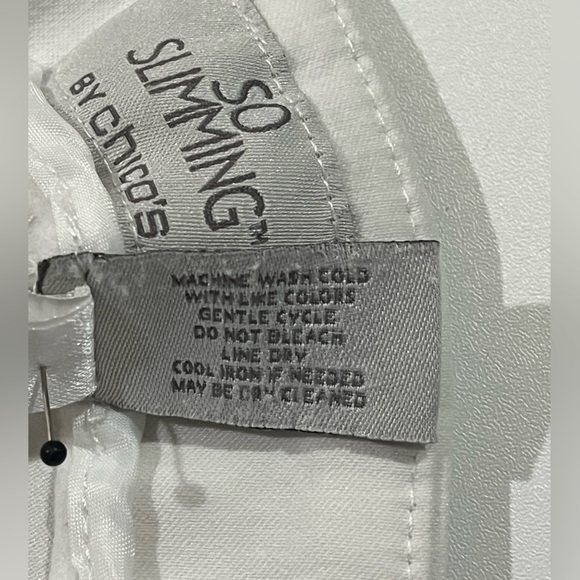 SO
SLIMMING™
BY chico's
MACHINE WASH COLD
WITH LIKE COLORS
GENTLE CYCLE
DO NOT BLEACH
LINE DRY
COOL IRON IF NEEDED
MAY BE DRY CLEANED